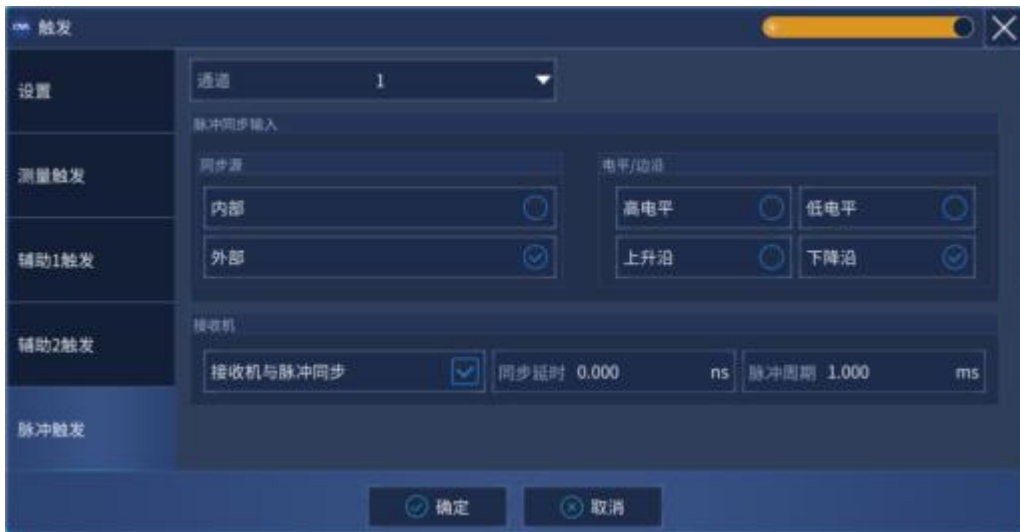 触发
设置
测量触发
辅助1触发
辅助2触发
脉冲触发
通道 1
脉冲同步输入
同步源
内部
外部
电平/边沿
高电平 低电平
上升沿 下降沿
接收机
接收机与脉冲同步 同步延时 0.000 ns 脉冲周期 1.000 ms
确定 取消